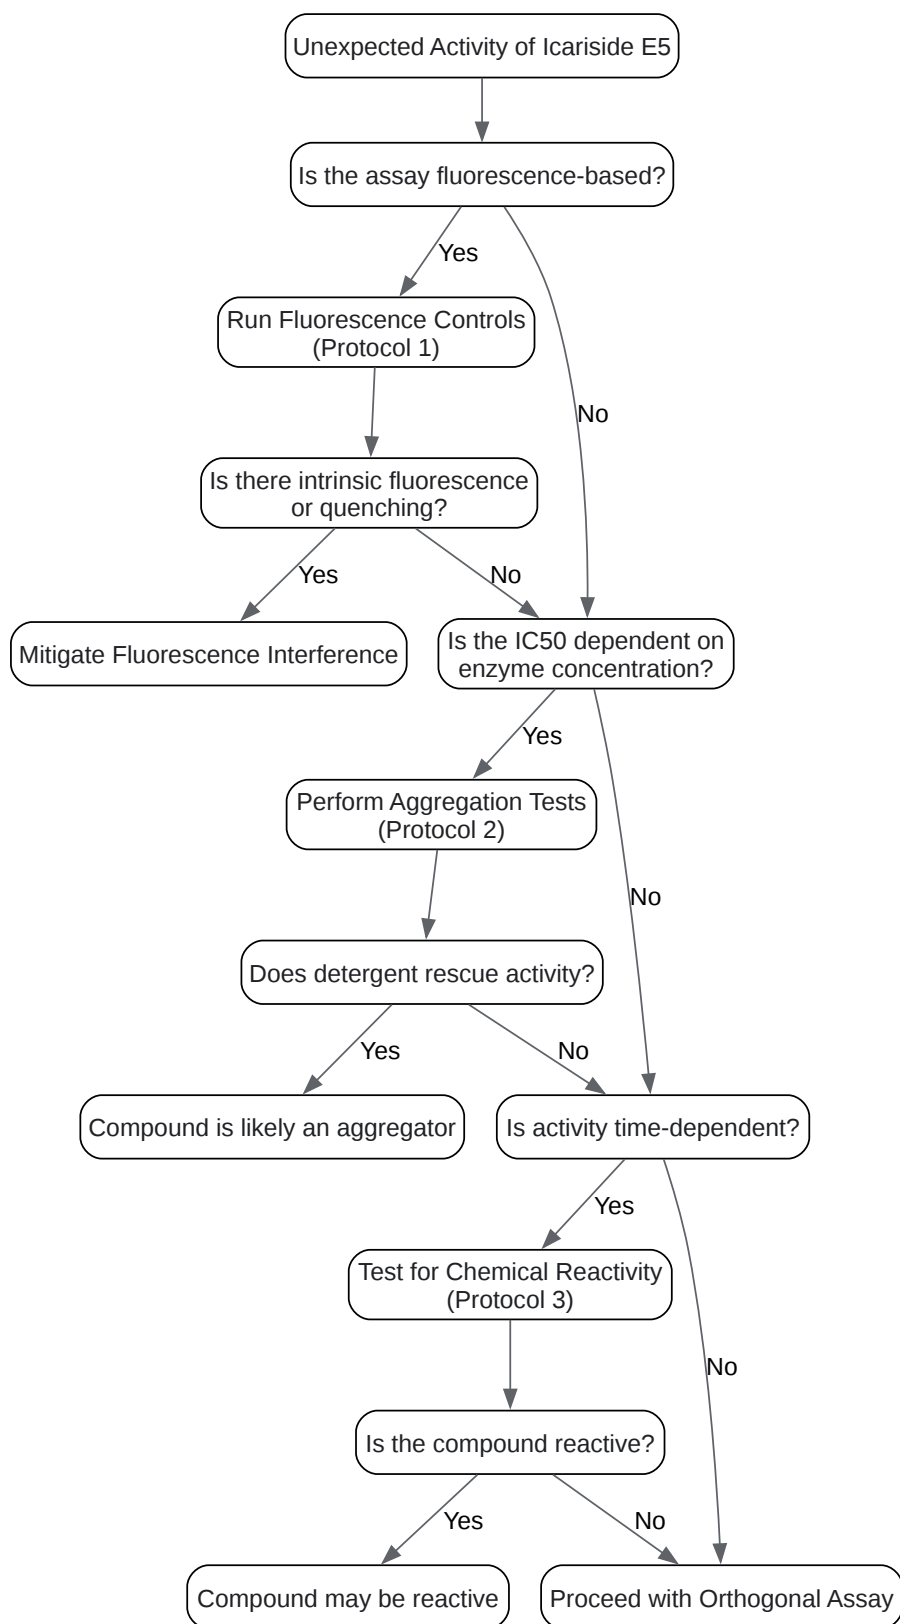 Unexpected Activity of Icariside E5
Is the assay fluorescence-based?
Yes
Run Fluorescence Controls
(Protocol 1)
No
Is there intrinsic fluorescence
or quenching?
Yes
No
Mitigate Fluorescence Interference
Is the IC50 dependent on
enzyme concentration?
Yes
Perform Aggregation Tests
(Protocol 2)
No
Does detergent rescue activity?
Yes
No
Compound is likely an aggregator
Is activity time-dependent?
Yes
Test for Chemical Reactivity
(Protocol 3)
No
Is the compound reactive?
Yes
No
Compound may be reactive
Proceed with Orthogonal Assay